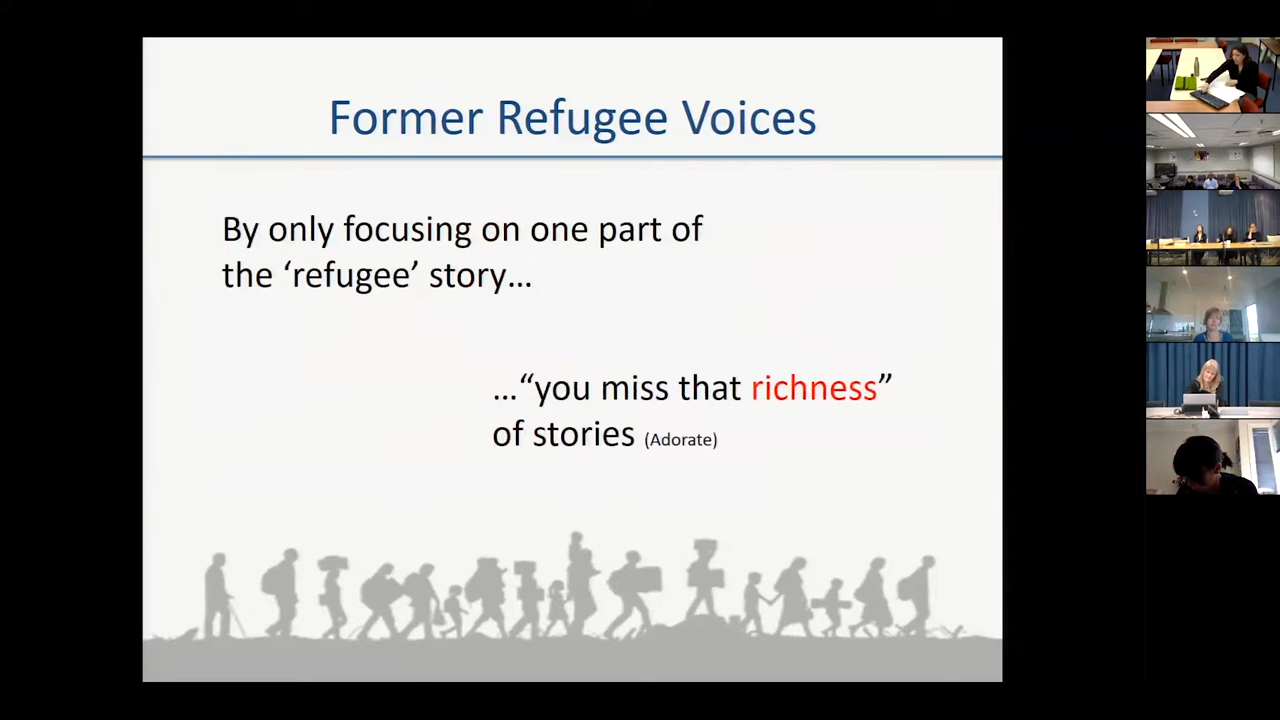 Former Refugee Voices
By only focusing on one part of
the ‘refugee’ story…
…“you miss that richness”
of stories (Adorate)